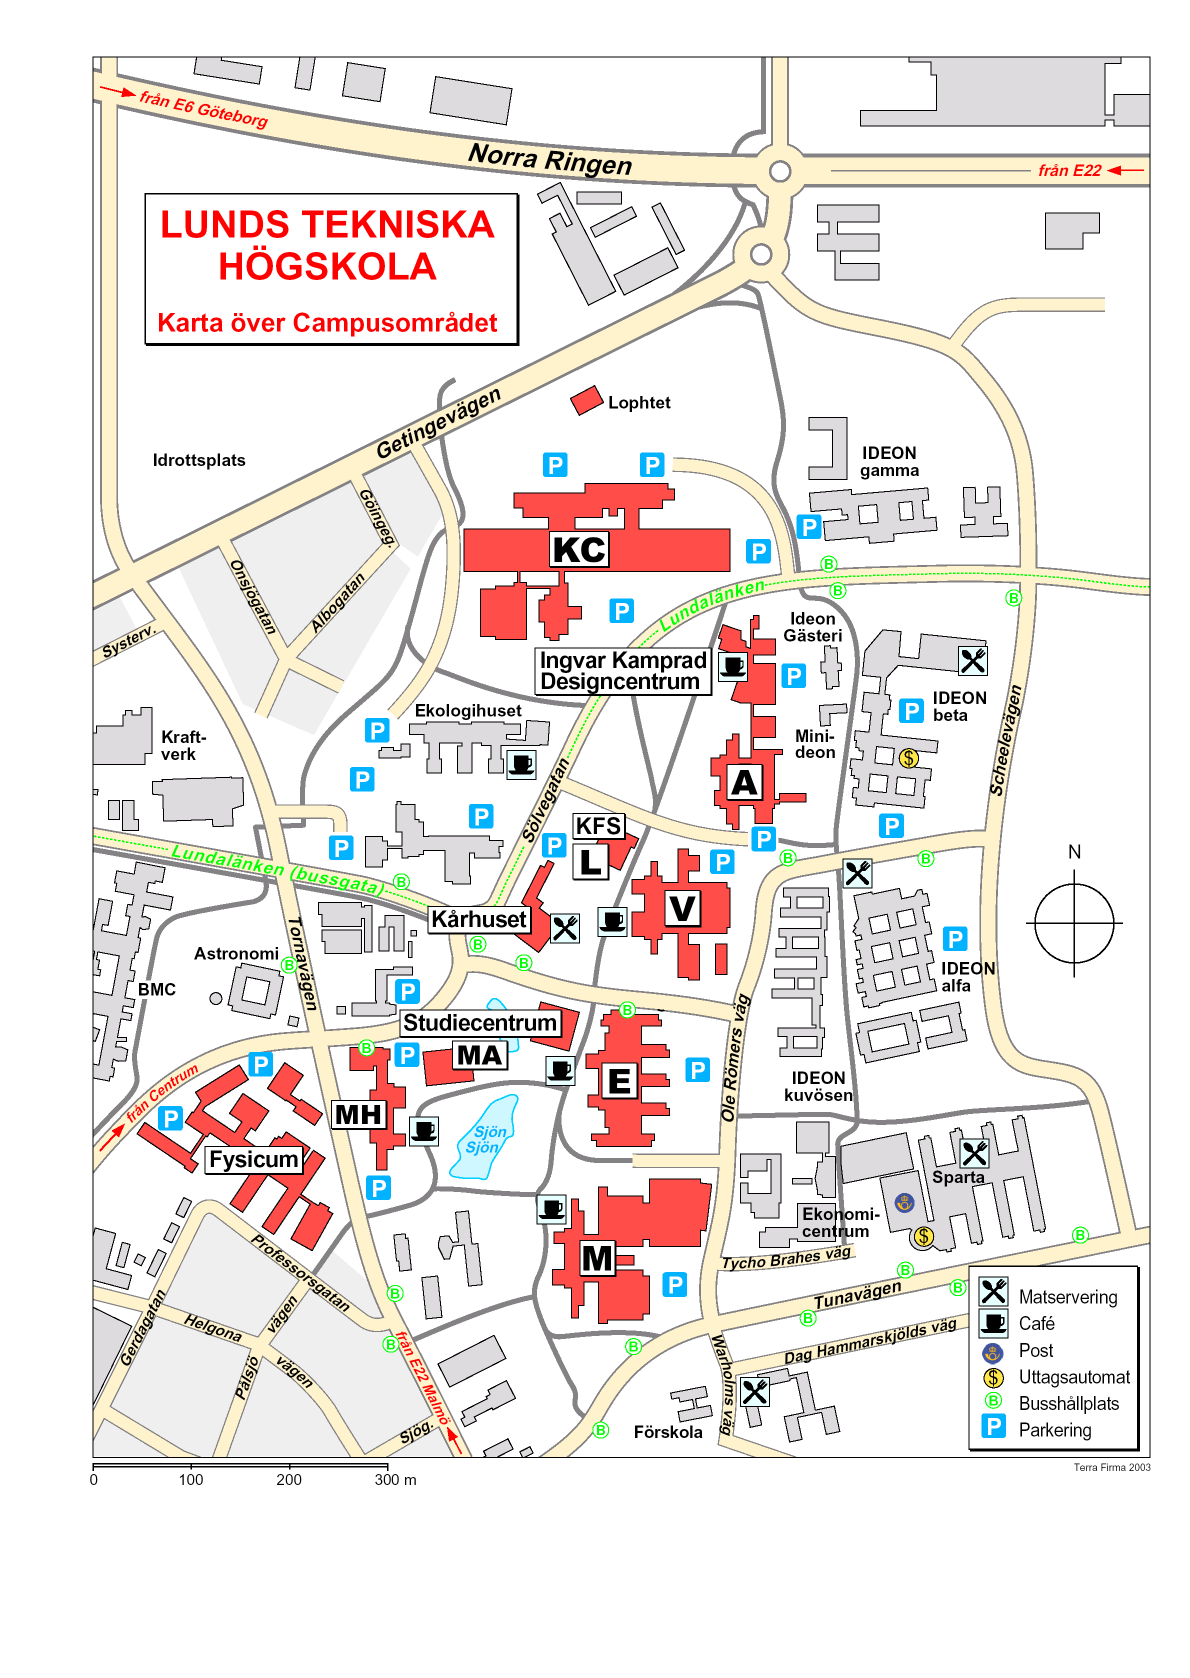 från E6 Göteborg
Norra Ringen
från E22
LUNDS TEKNISKA
HÖGSKOLA
Karta över Campusområdet
Getingevägen
Lophtet
Idrottsplats
IDEON
gamma
P
P
Göingeg.
P
P
KC
B
B
B
Onsjögatan
Albogatan
Lundalänken
P
Systerv.
Ideon
Gästeri
Ingvar Kamprad
Designcentrum
P
IDEON
beta
P
Scheelevägen
Ekologihuset
P
Kraft-
verk
Mini-
deon
$
P
A
Sölvegatan
P
KFS
P
P
P
P
L
P
B
B
Lundalänken (bussgata)
B
V
Kårhuset
Tornavägen
B
Astronomi
B
B
P
IDEON
alfa
N
BMC
P
Studiecentrum
B
Ole Römers väg
B
P
MA
P
P
E
IDEON
kuvösen
från Centrum
P
MH
Sjön
Sjön
Fysicum
P
Sparta
Ekonomi-
centrum
$
B
Professorsgatan
M
Tycho Brahes väg
B
P
B
Tunavägen
B
B
Gerdagatan
Helgona
vägen
Pålsjö
vägen
B
B
från E22 Malmö
Sjög.
Warholms väg
Dag Hammarskjölds väg
B
Förskola
Matservering
Café
Post
$ Uttagsautomat
B Busshållplats
P Parkering
Terra Firma 2003
0 100 200 300 m